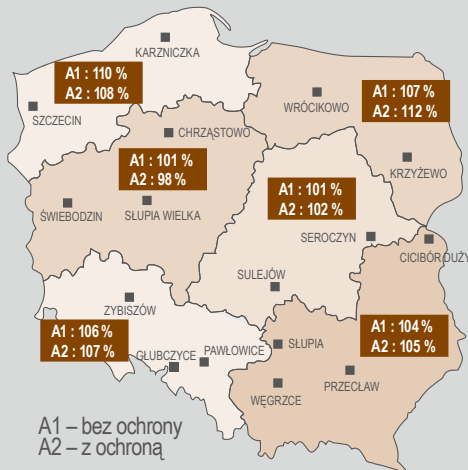 KARZNICZKA
A1 : 110 %
A2 : 108 %
SZCZECIN
WRÓCIKOWO
A1 : 107 %
A2 : 112 %
KRZYŻEWO
CHRZĄSTOWO
A1 : 101 %
A2 : 98 %
ŚWIEBODZIN
SŁUPIA WIELKA
A1 : 101 %
A2 : 102 %
SEROCZYN
CICIBÓR DUŻY
SULEJÓW
ZYBISZÓW
A1 : 106 %
A2 : 107 %
GŁUBCZYCE
PAWŁOWICE
SŁUPIA
A1 : 104 %
A2 : 105 %
PRZECŁAW
WĘGRZCE
A1 – bez ochrony
A2 – z ochroną